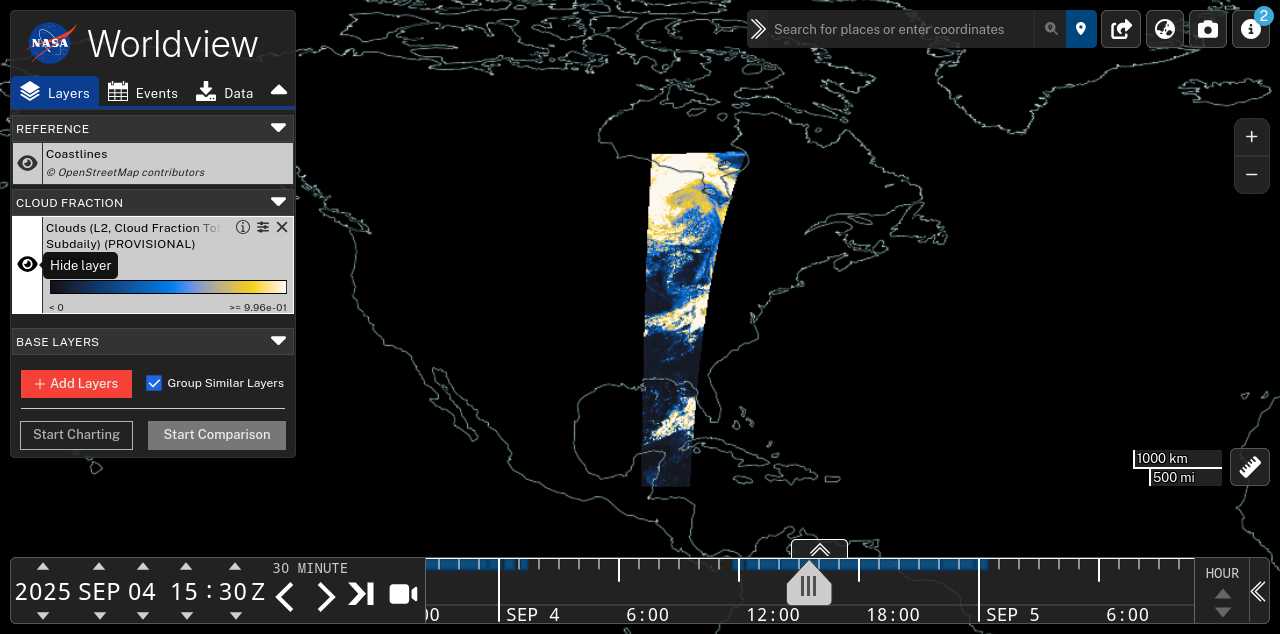 NASA Worldview
Search for places or enter coordinates
2
Layers
Events
Data
REFERENCE
Coastlines
© OpenStreetMap contributors
CLOUD FRACTION
Clouds (L2, Cloud Fraction
Subdaily) (PROVISIONAL)
Hide layer
< 0
>= 9.96e-01
BASE LAYERS
+ Add Layers
Group Similar Layers
Start Charting
Start Comparison
+
−
1000 km
500 mi
2025 SEP 04 15 : 30 Z
30 MINUTE
SEP 4
6:00
12:00
18:00
SEP 5
6:00
HOUR